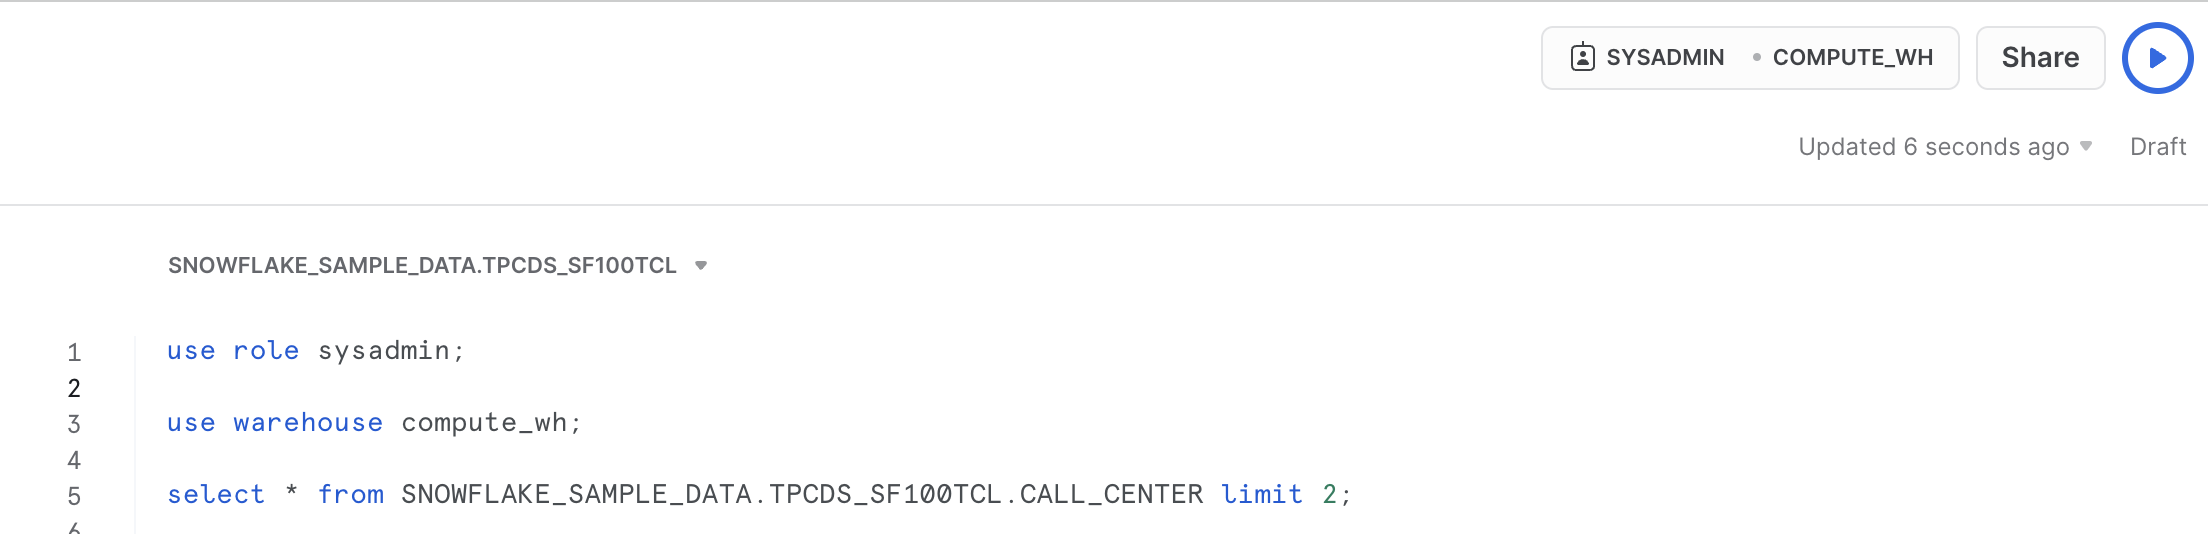 SYSADMIN • COMPUTE_WH Share
Updated 6 seconds ago Draft
SNOWFLAKE_SAMPLE_DATA.TPCDS_SF100TCL
1 use role sysadmin;
2
3 use warehouse compute_wh;
4
5 select * from SNOWFLAKE_SAMPLE_DATA.TPCDS_SF100TCL.CALL_CENTER limit 2;
6